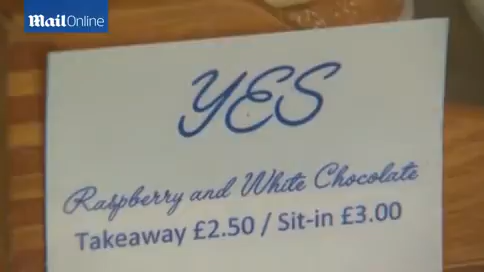 MailOnline
YES
Raspberry and White Chocolate
Takeaway £2.50 / Sit-in £3.00